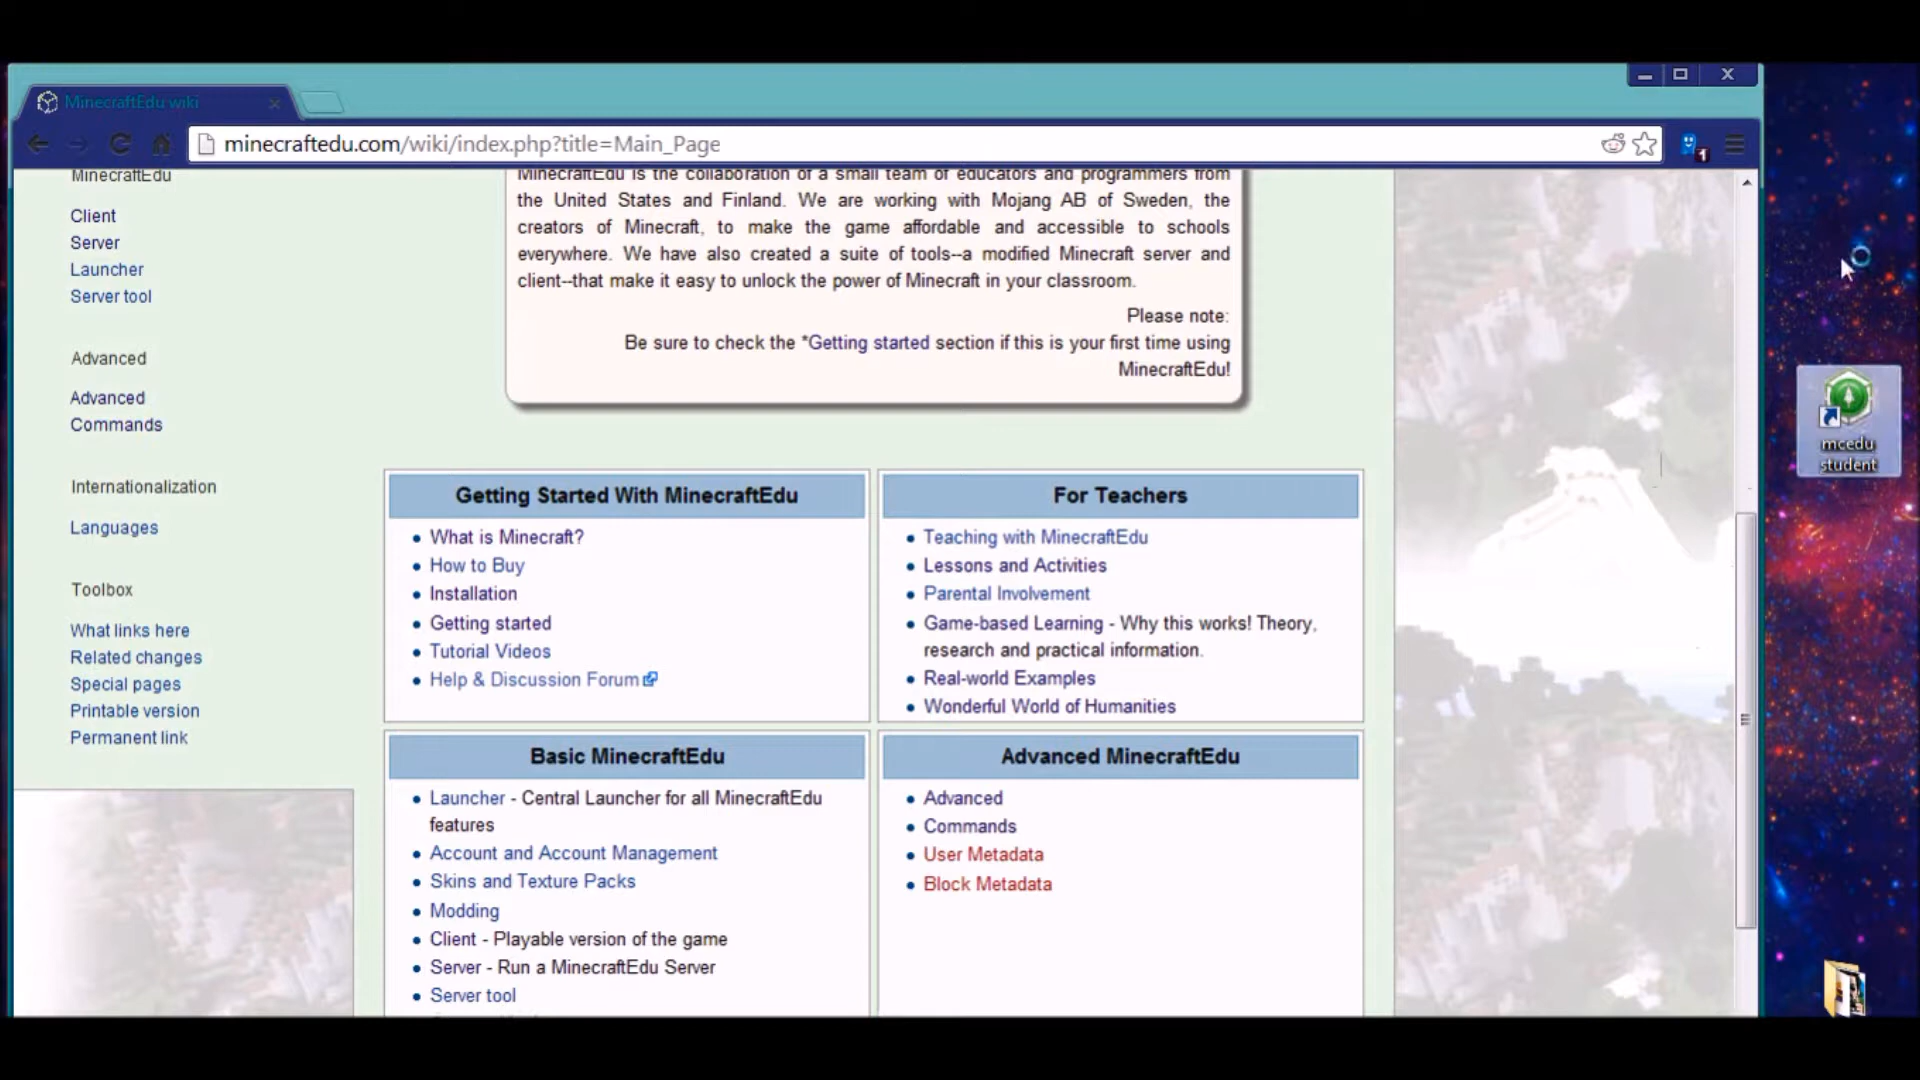 MinecraftEdu wiki
minecraftedu.com/wiki/index.php?title=Main_Page
1
MinecraftEdu
Client
Server
Launcher
Server tool
Advanced
Advanced
Commands
Internationalization
Languages
Toolbox
What links here
Related changes
Special pages
Printable version
Permanent link
MinecraftEdu is the collaboration of a small team of educators and programmers from
the United States and Finland. We are working with Mojang AB of Sweden, the
creators of Minecraft, to make the game affordable and accessible to schools
everywhere. We have also created a suite of tools--a modified Minecraft server and
client--that make it easy to unlock the power of Minecraft in your classroom.
Please note:
Be sure to check the *Getting started section if this is your first time using
MinecraftEdu!
Getting Started With MinecraftEdu
What is Minecraft?
How to Buy
Installation
Getting started
Tutorial Videos
Help & Discussion Forum
For Teachers
Teaching with MinecraftEdu
Lessons and Activities
Parental Involvement
Game-based Learning - Why this works! Theory,
research and practical information.
Real-world Examples
Wonderful World of Humanities
Basic MinecraftEdu
Launcher - Central Launcher for all MinecraftEdu
features
Account and Account Management
Skins and Texture Packs
Modding
Client - Playable version of the game
Server - Run a MinecraftEdu Server
Server tool
Advanced MinecraftEdu
Advanced
Commands
User Metadata
Block Metadata
mcedu
student